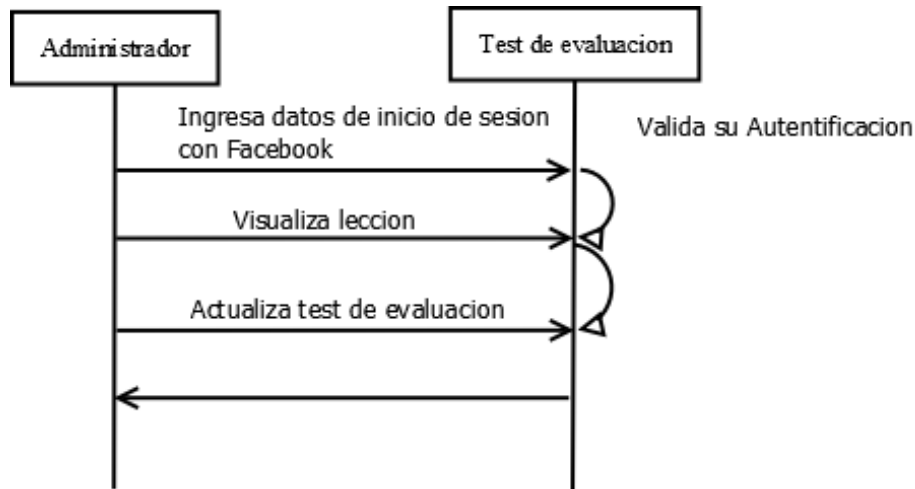 Administrador
Test de evaluacion
Ingresa datos de inicio de sesion
con Facebook
Valida su Autentificacion
Visualiza leccion
Actualiza test de evaluacion